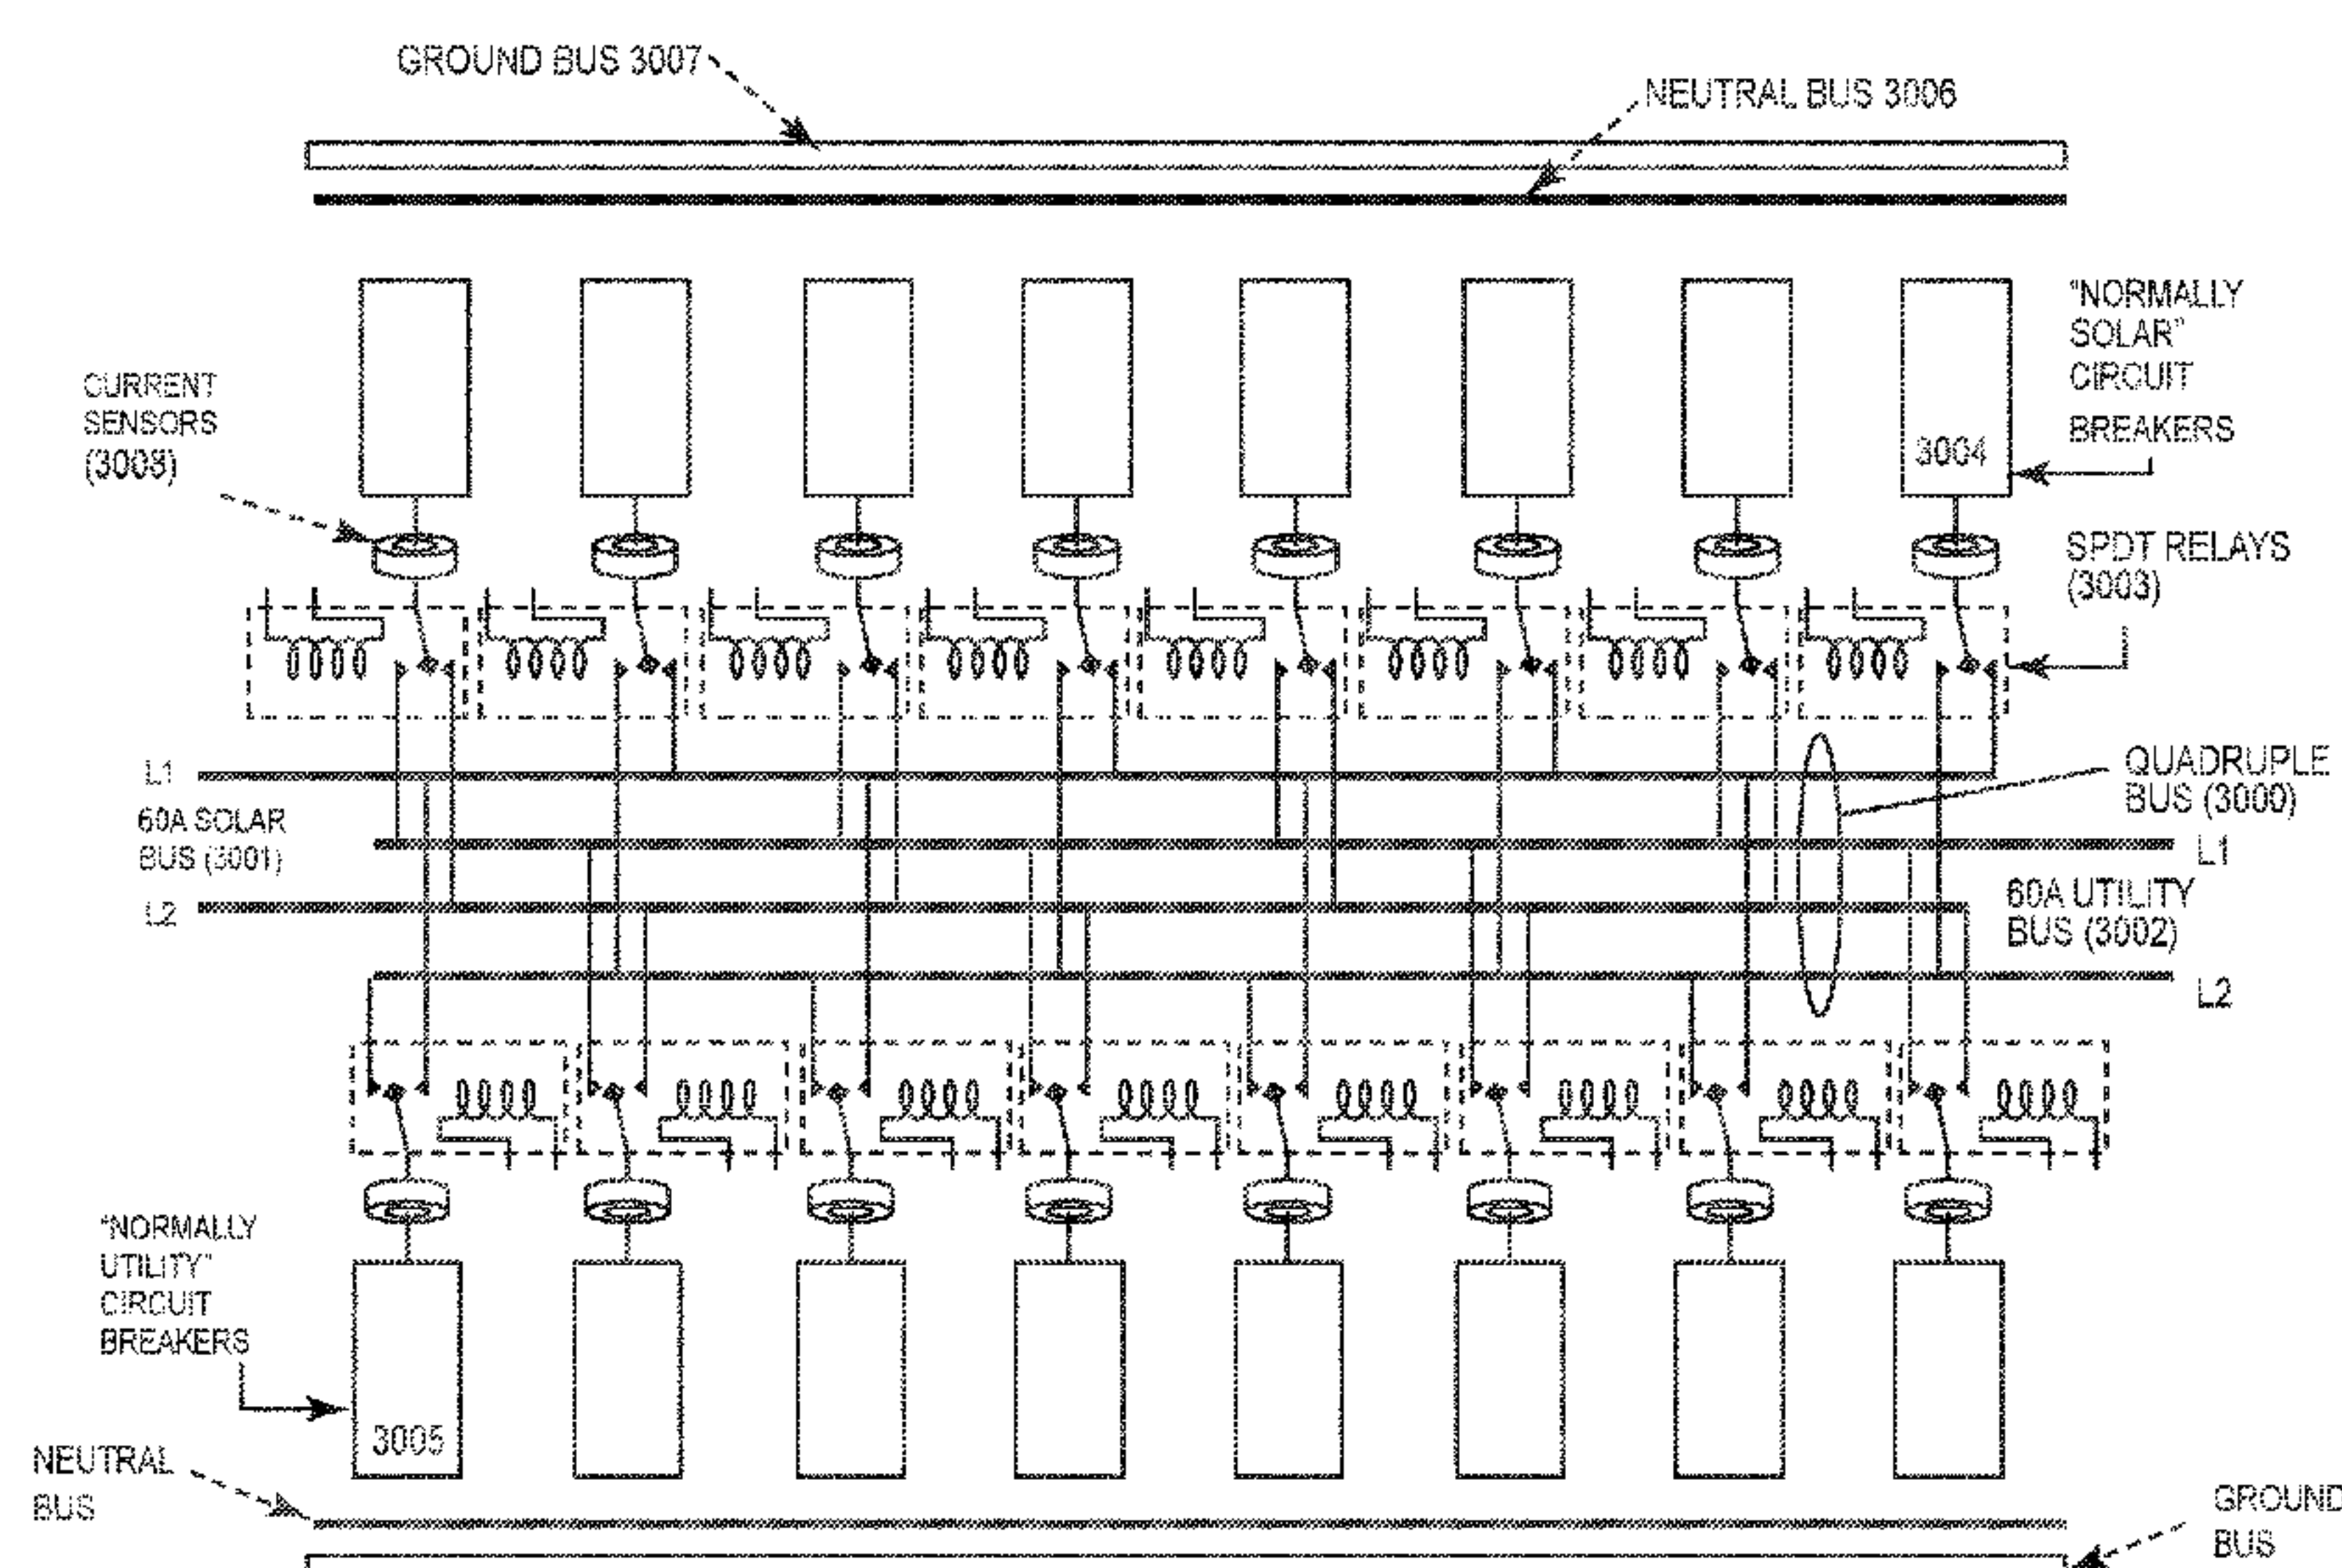 GROUND BUS 3007
NEUTRAL BUS 3006
"NORMALLY
SOLAR"
CIRCUIT
BREAKERS
3004
CURRENT
SENSORS
(3008)
SPDT RELAYS
(3003)
L1
QUADRUPLE
BUS (3000)
60A SOLAR
BUS (3001)
L1
L2
60A UTILITY
BUS (3002)
L2
"NORMALLY
UTILITY"
CIRCUIT
BREAKERS
3005
NEUTRAL
BUS
GROUND
BUS